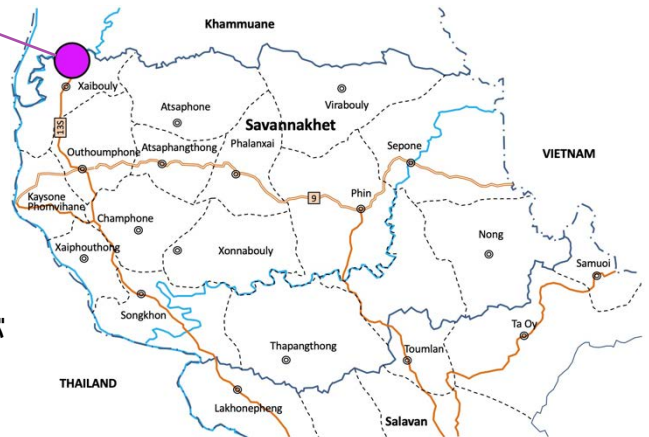 Khammuane
Xaibouly
Atsaphone
Virabouly
Savannakhet
13S
Outhoumphone
Atsaphangthong
Phalanxai
Sepone
VIETNAM
Kaysone
Phomvihane
9
Phin
Champhone
Xaiphouthong
Xonnabouly
Nong
Samuoi
Songkhon
Ta Oy
Thapangthong
Toumlan
THAILAND
Lakhonepheng
Salavan